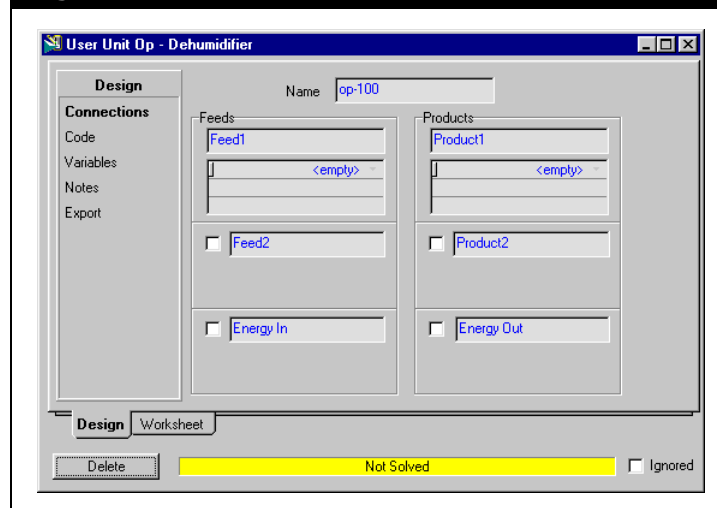 User Unit Op - Dehumidifier
Design
Connections
Code
Variables
Notes
Export
Name op-100
Feeds
Feed1
<empty>
Feed2
Energy In
Products
Product1
<empty>
Product2
Energy Out
Design Worksheet
Delete Not Solved Ignored